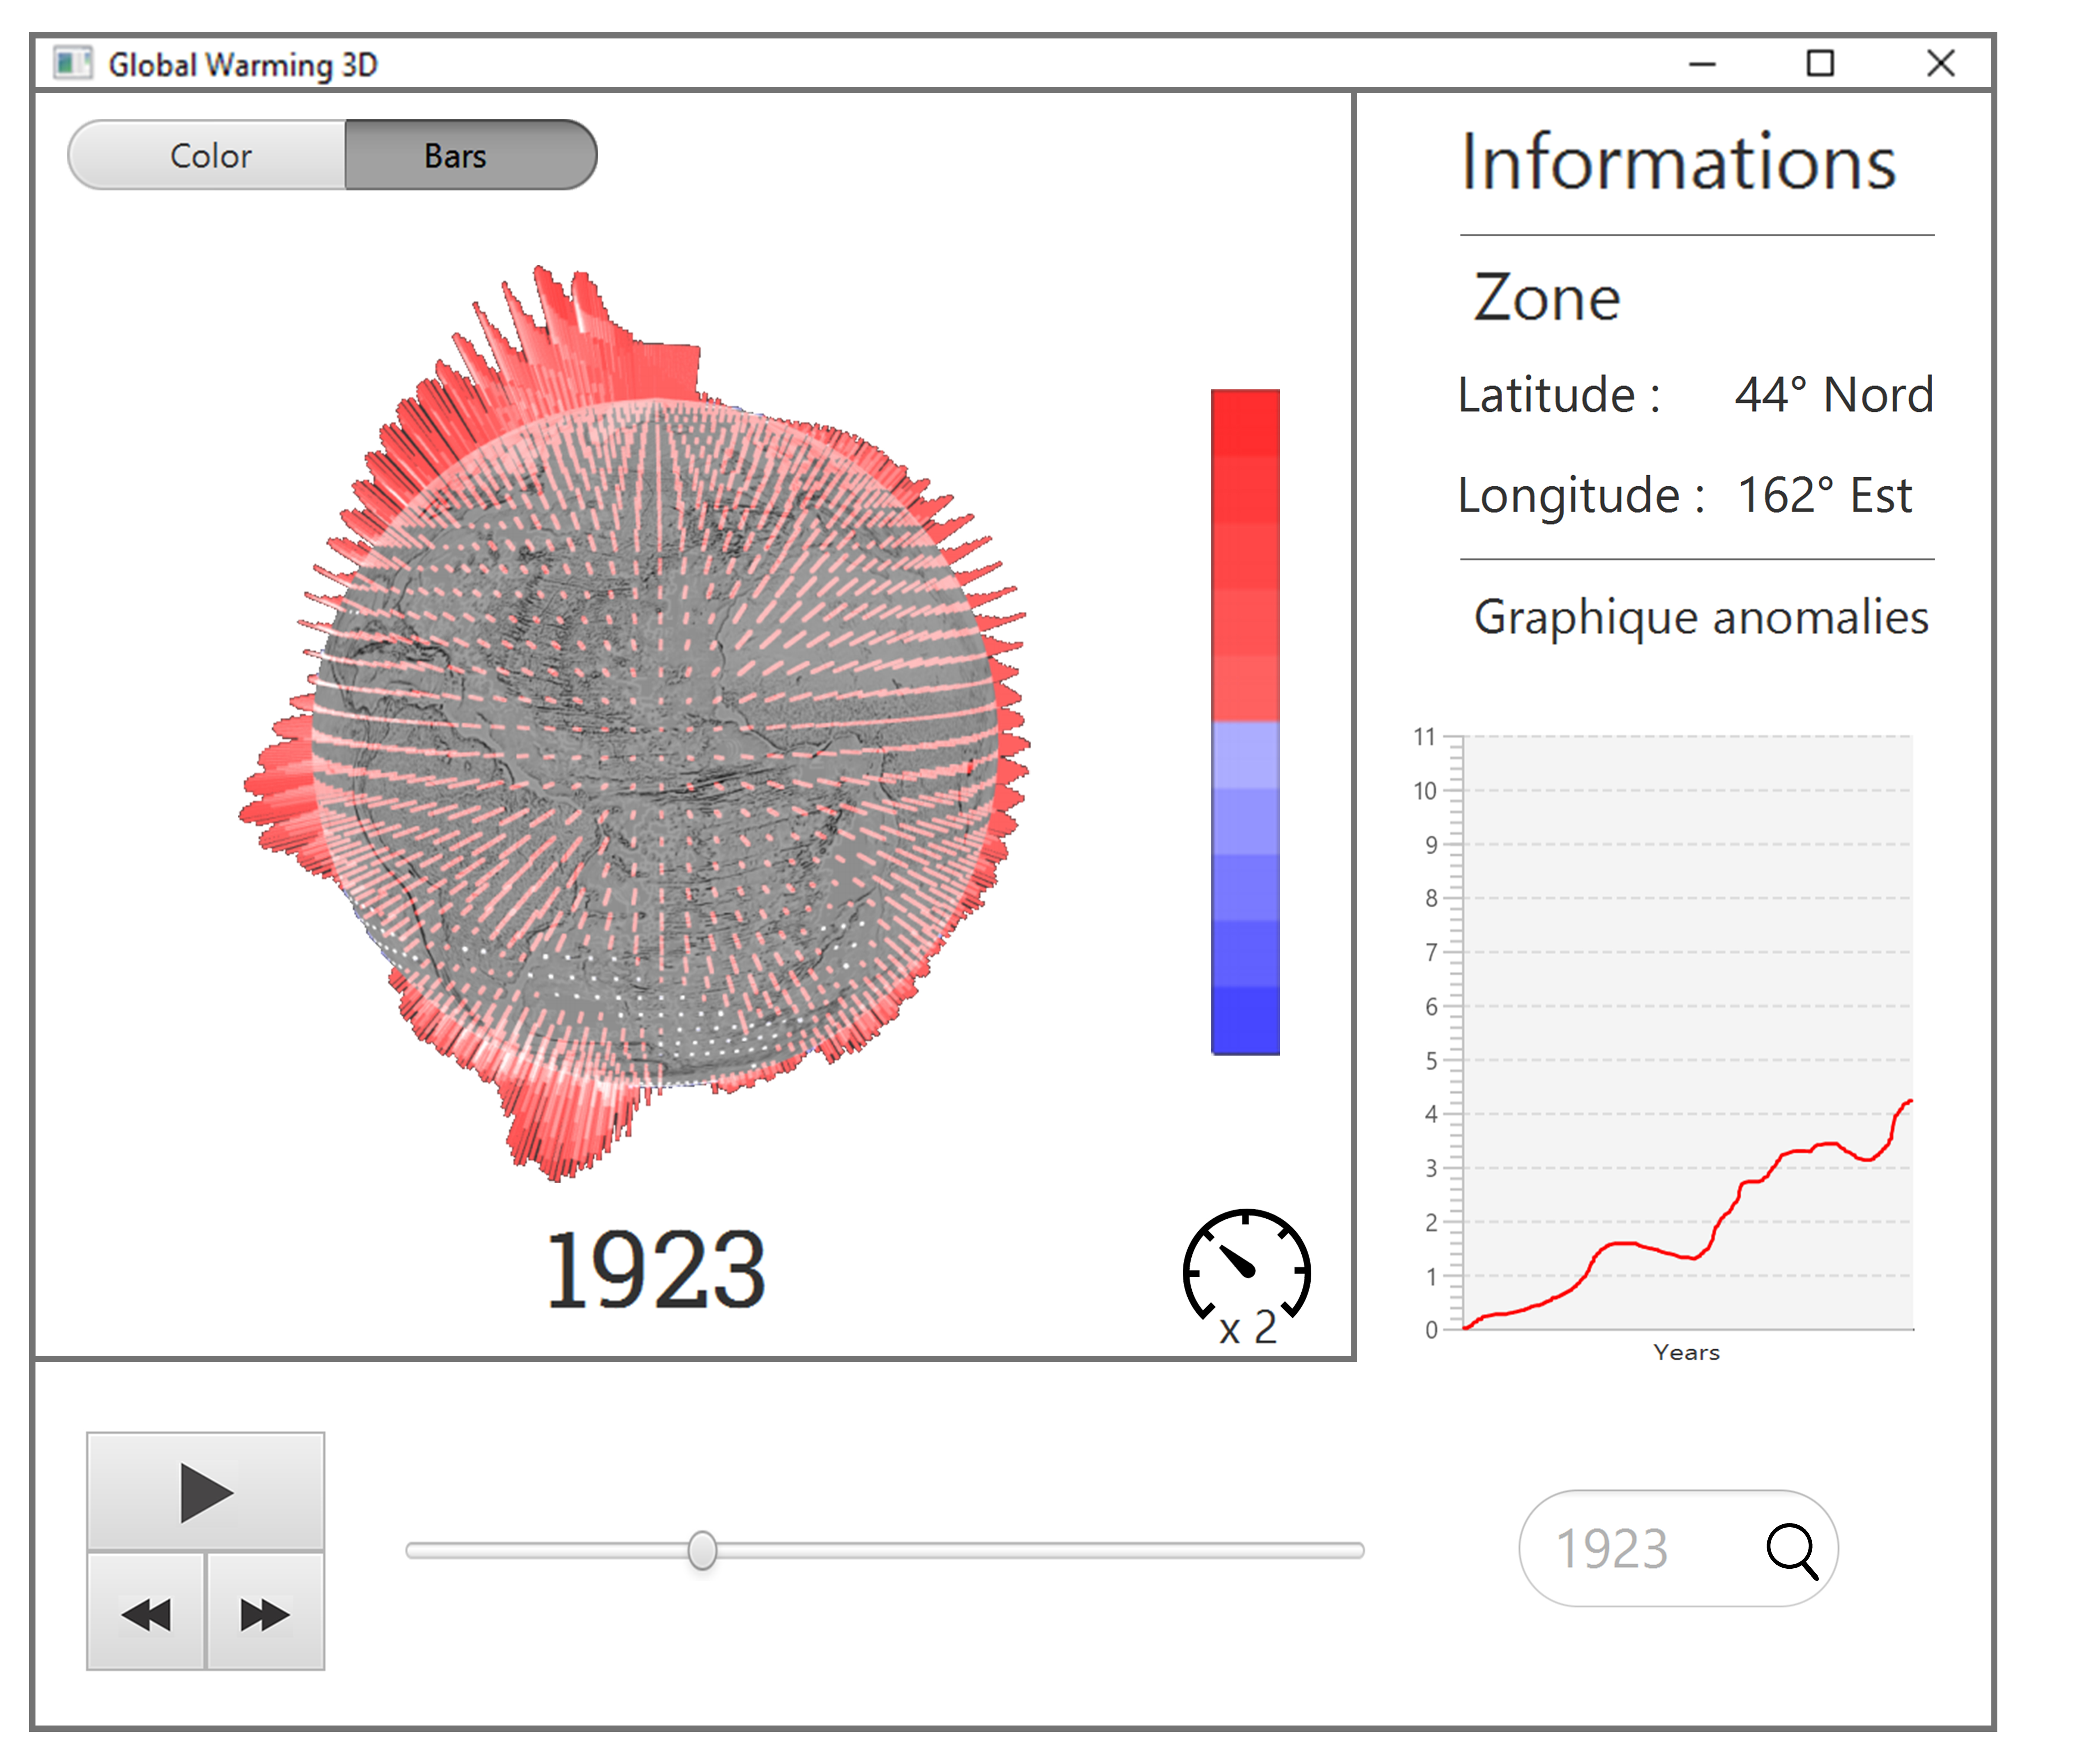 Global Warming 3D
Color
Bars
1923
x 2
Informations
Zone
Latitude : 44° Nord
Longitude : 162° Est
Graphique anomalies
11
10
9
8
7
6
5
4
3
2
1
0
Years
1923